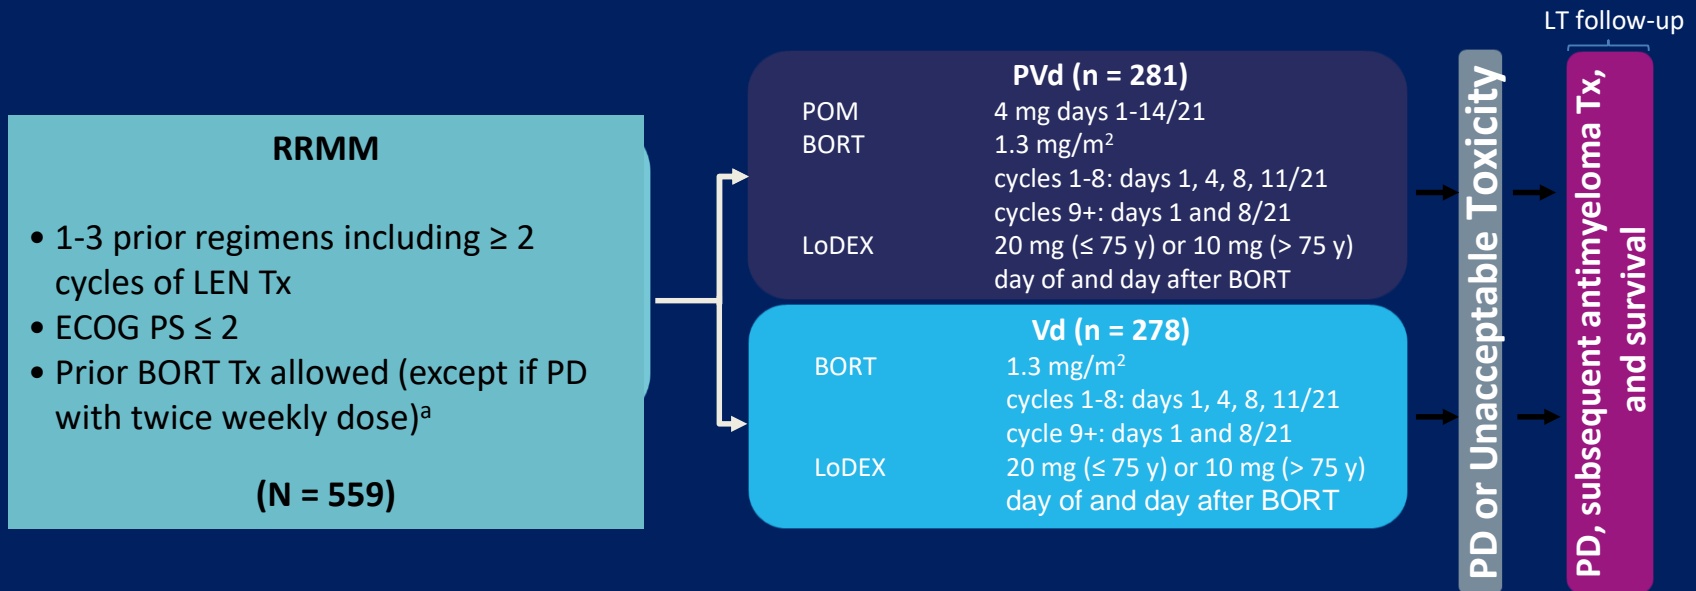 LT follow-up
RRMM
• 1-3 prior regimens including ≥ 2
cycles of LEN Tx
• ECOG PS ≤ 2
• Prior BORT Tx allowed (except if PD
with twice weekly dose)ᵃ
(N = 559)
PVd (n = 281)
POM 4 mg days 1-14/21
BORT 1.3 mg/m²
cycles 1-8: days 1, 4, 8, 11/21
cycles 9+: days 1 and 8/21
LoDEX 20 mg (≤ 75 y) or 10 mg (> 75 y)
day of and day after BORT
Vd (n = 278)
BORT 1.3 mg/m²
cycles 1-8: days 1, 4, 8, 11/21
cycle 9+: days 1 and 8/21
LoDEX 20 mg (≤ 75 y) or 10 mg (> 75 y)
day of and day after BORT
PD or Unacceptable Toxicity
PD, subsequent antimyeloma Tx,
and survival